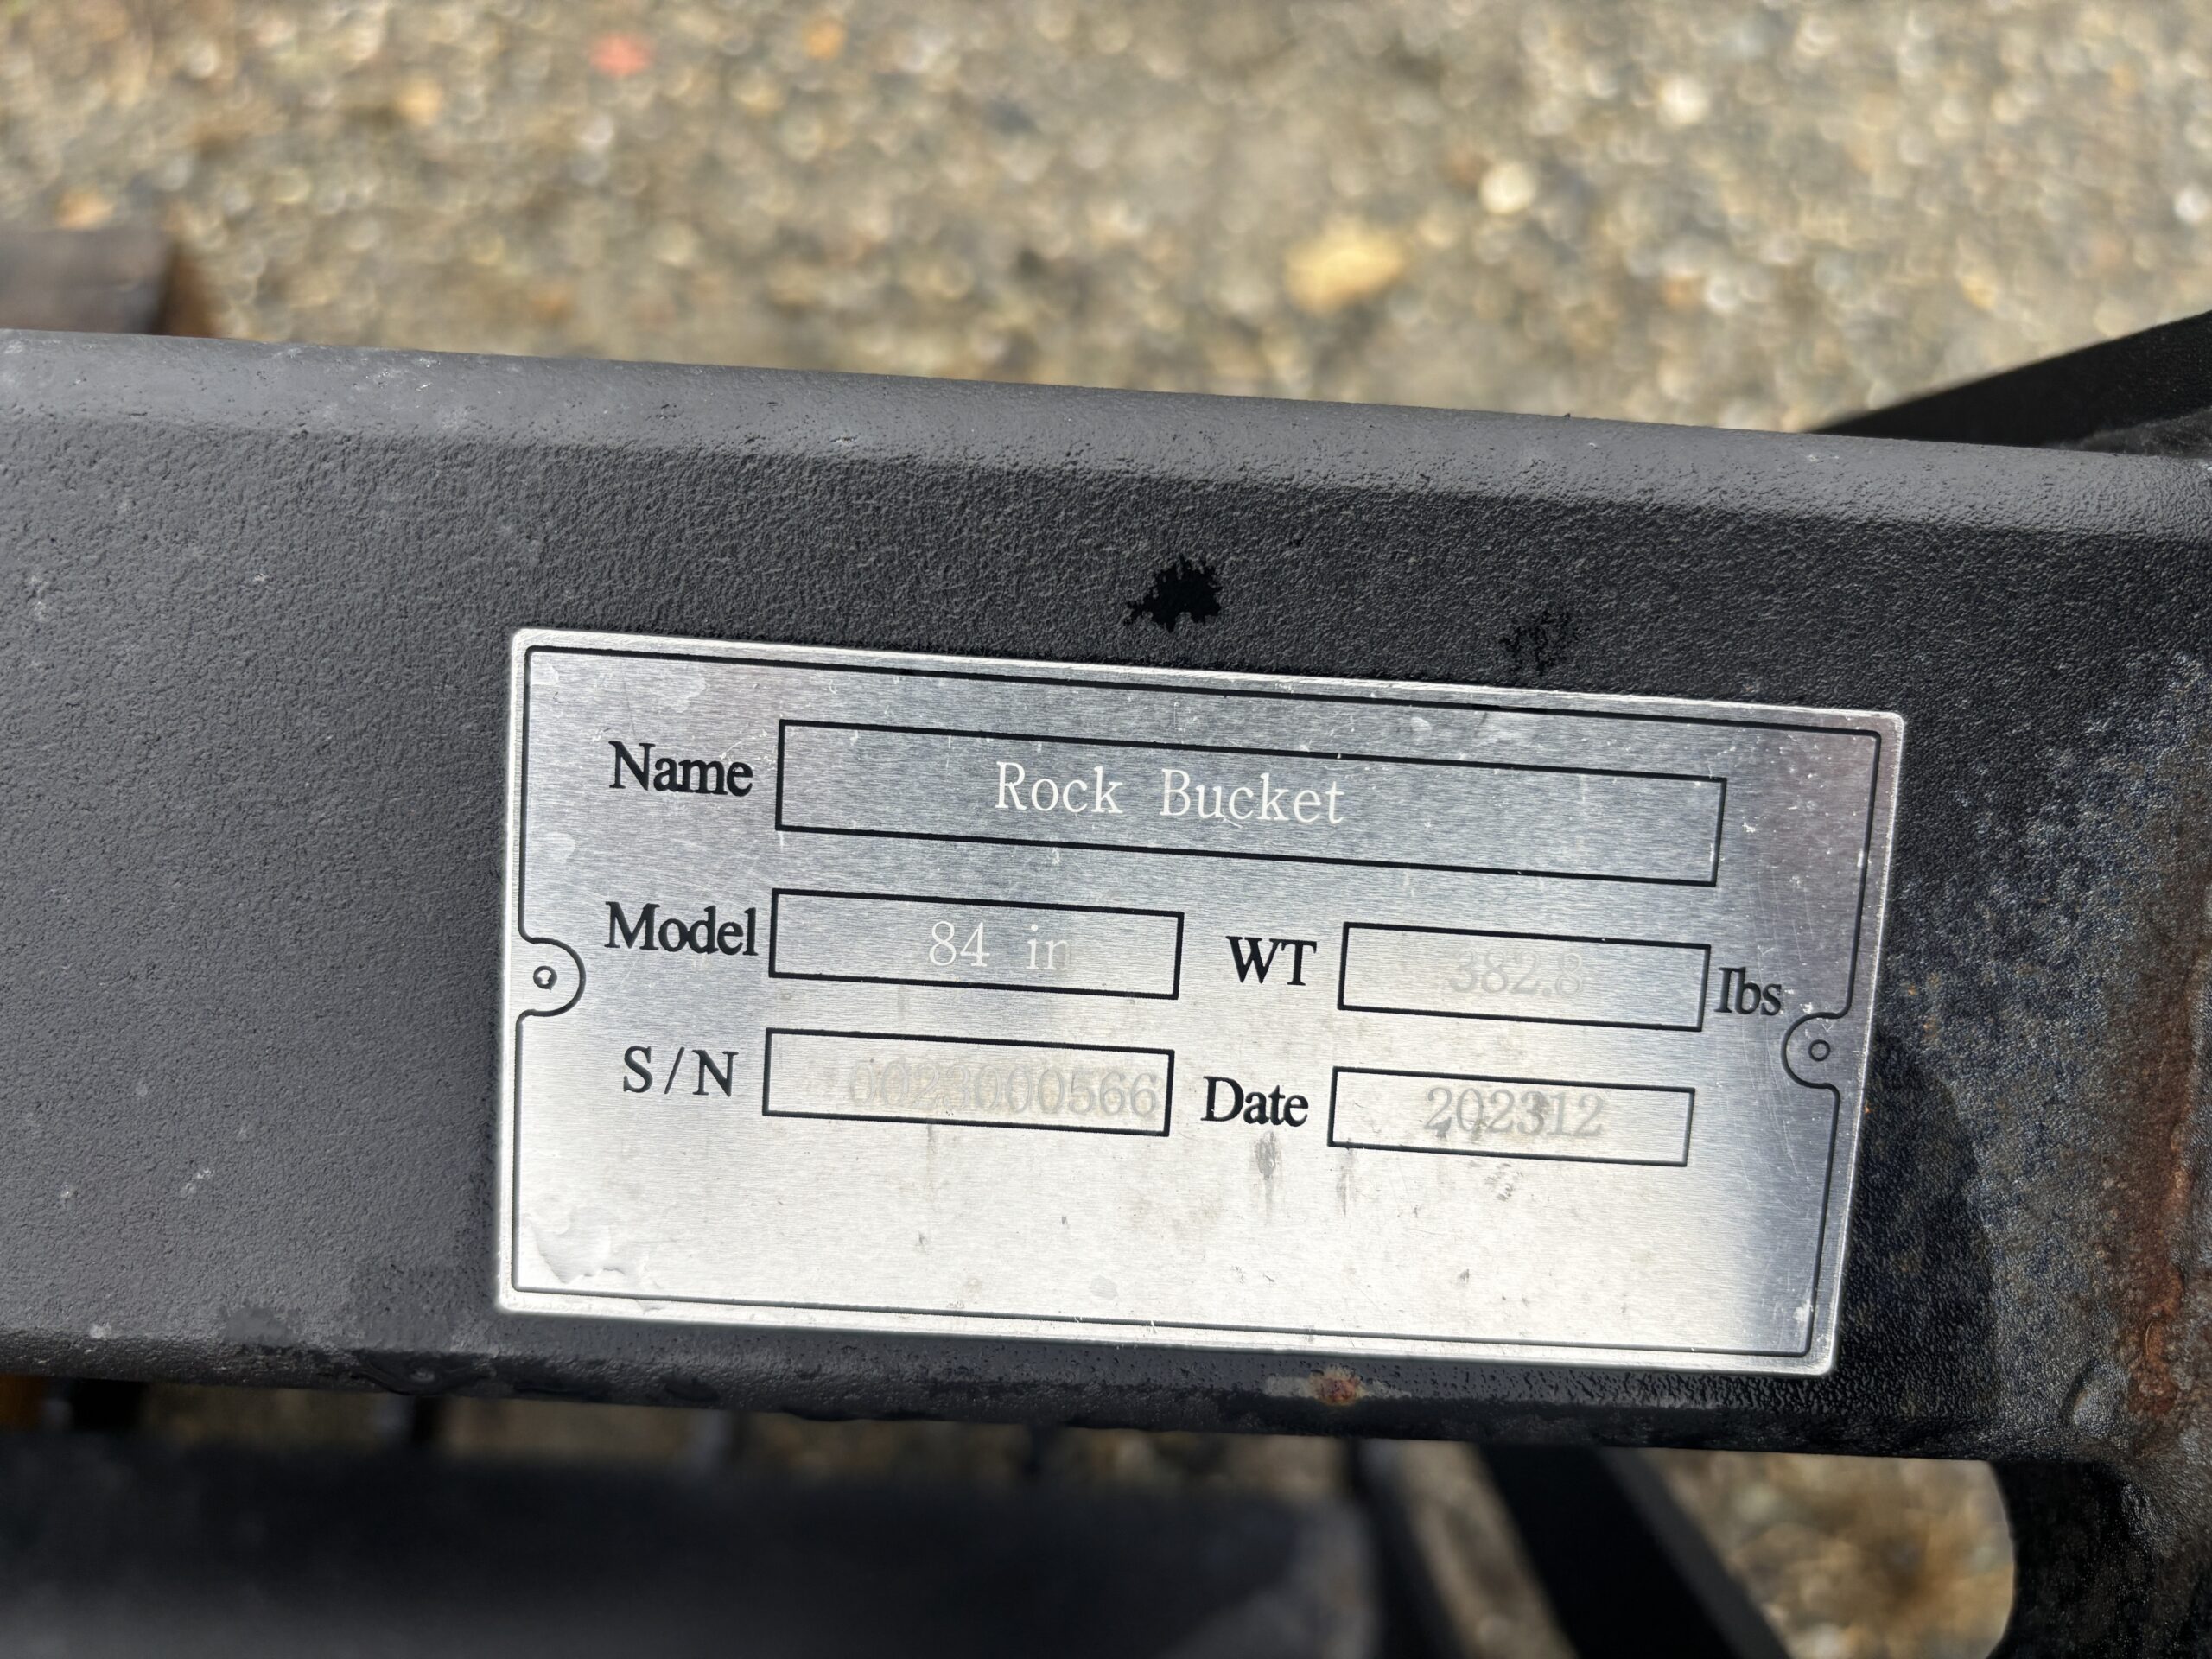 Name Rock Bucket
Model 84 in WT 382.8 lbs
S/N 0023000566 Date 202312